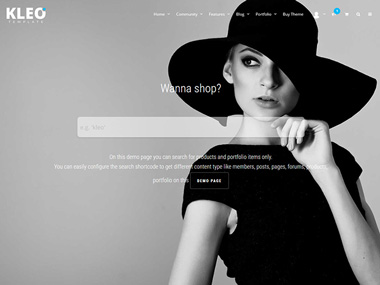 KLEO
TEMPLATE
Home Community Features Blog Portfolio Buy Theme
Wanna shop?
On this demo page you can search for products and portfolio items only.
You can easily configure the search shortcode to get different content type like members, posts, pages, forums, products,
portfolio on this DEMO PAGE